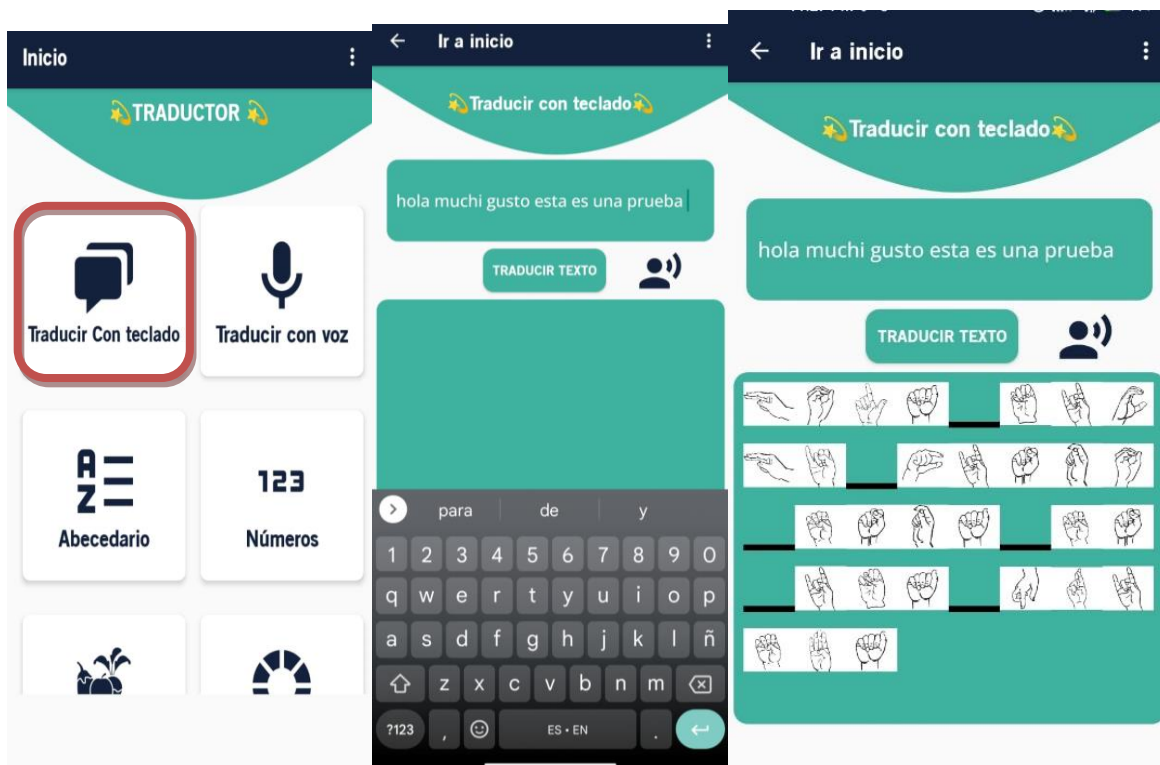 Inicio
TRADUCTOR
Traducir Con teclado
Traducir con voz
Abecedario
123
Números
Ir a inicio
Traducir con teclado
hola muchi gusto esta es una prueba
TRADUCIR TEXTO
para de y
1 2 3 4 5 6 7 8 9 0
q w e r t y u i o p
a s d f g h j k l ñ
z x c v b n m
?123 , ES • EN .
Ir a inicio
Traducir con teclado
hola muchi gusto esta es una prueba
TRADUCIR TEXTO